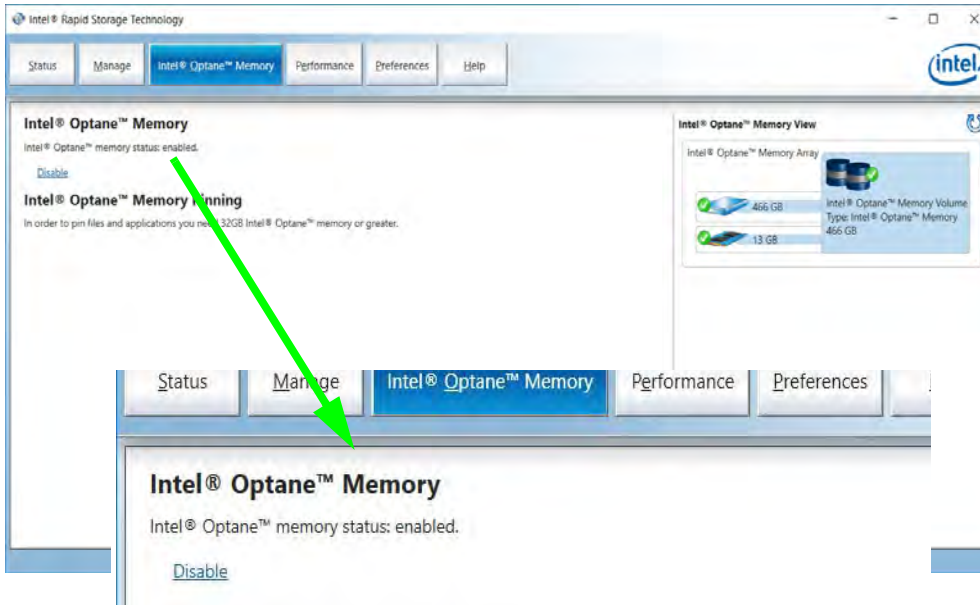 Intel® Rapid Storage Technology
Status Manage Intel® Optane™ Memory Performance Preferences Help
intel.
Intel® Optane™ Memory
Intel® Optane™ memory status: enabled.
Disable
Intel® Optane™ Memory Pinning
In order to pin files and applications you need 32GB Intel® Optane™ memory or greater.
Intel® Optane™ Memory View
Intel® Optane™ Memory Array
466 GB
13 GB
Intel® Optane™ Memory Volume
Type: Intel® Optane™ Memory
466 GB
Status Manage Intel® Optane™ Memory Performance Preferences
Intel® Optane™ Memory
Intel® Optane™ memory status: enabled.
Disable